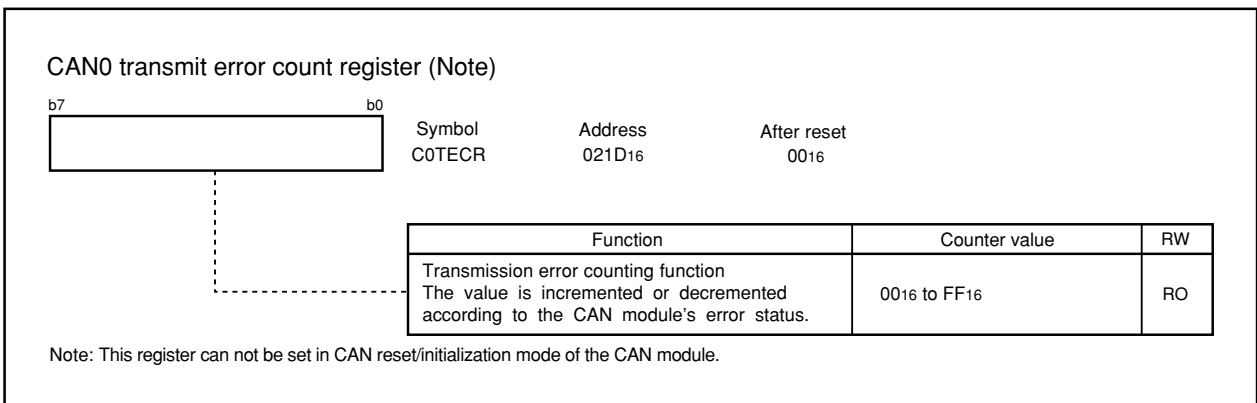 CAN0 transmit error count register (Note)
b7 b0
Symbol Address After reset
C0TECR 021D16 0016
Function Counter value RW
Transmission error counting function
The value is incremented or decremented
according to the CAN module's error status.
0016 to FF16 RO
Note: This register can not be set in CAN reset/initialization mode of the CAN module.